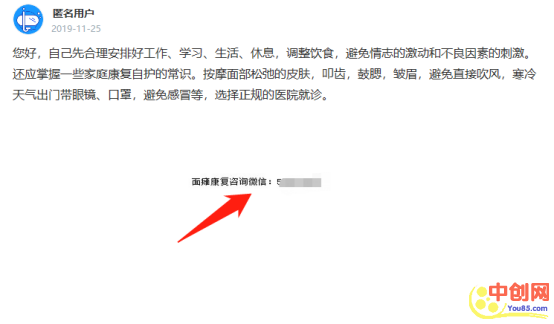 匿名用户
2019-11-25
您好，自己先合理安排好工作、学习、生活、休息，调整饮食，避免情志的激动和不良因素的刺激。
还应掌握一些家庭康复自护的常识。按摩面部松弛的皮肤，叩齿，鼓腮，皱眉，避免直接吹风，寒冷
天气出门带眼镜、口罩，避免感冒等，选择正规的医院就诊。
面瘫康复咨询微信：5
中创网
You85.com